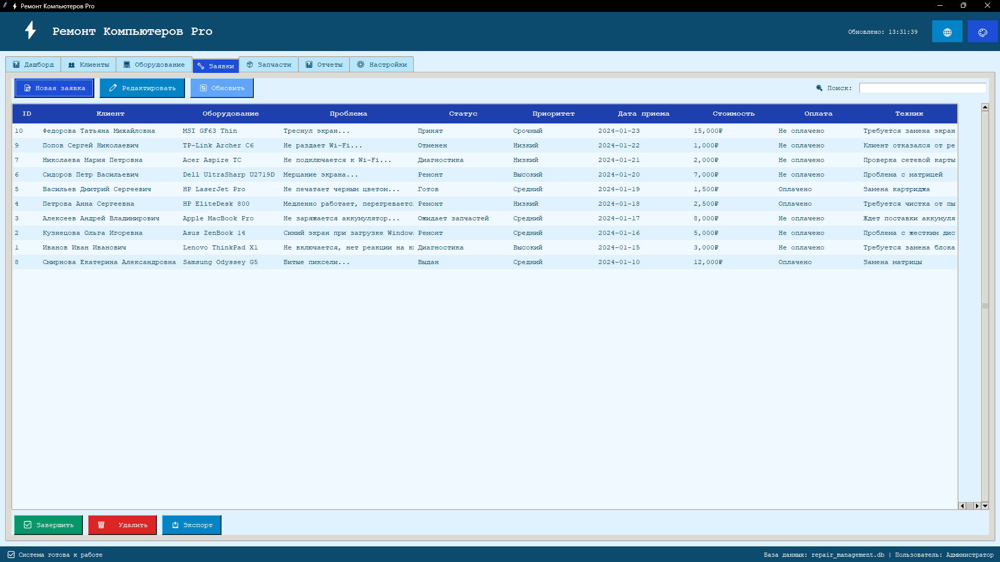 Ремонт Компьютеров Pro
Ремонт Компьютеров Pro
Обновлено: 13:31:39
Дашборд Клиенты Оборудование Заявки Запчасти Отчеты Настройки
Новая заявка Редактировать Обновить Поиск:
ID Клиент Оборудование Проблема Статус Приоритет Дата приема Стоимость Оплата Техник
10 Федорова Татьяна Михайловна MSI GF63 Thin Треснул экран... Принят Срочный 2024-01-23 15,000₽ Не оплачено Требуется замена экран
9 Попов Сергей Николаевич TP-Link Archer C6 Не раздает Wi-Fi... Отменен Низкий 2024-01-22 1,000₽ Не оплачено Клиент отказался от ре
7 Николаева Мария Петровна Acer Aspire TC Не подключается к Wi-Fi... Диагностика Низкий 2024-01-21 2,000₽ Не оплачено Проверка сетевой карты
6 Сидоров Петр Васильевич Dell UltraSharp U2719D Мерцание экрана... Ремонт Высокий 2024-01-20 7,000₽ Не оплачено Проблема с матрицей
5 Васильев Дмитрий Сергеевич HP LaserJet Pro Не печатает черным цветом... Готов Средний 2024-01-19 1,500₽ Оплачено Замена картриджа
4 Петрова Анна Сергеевна HP EliteDesk 800 Медленно работает, перегреваетс. Ремонт Низкий 2024-01-18 2,500₽ Оплачено Требуется чистка от пы
3 Алексеев Андрей Владимирович Apple MacBook Pro Не заряжается аккумулятор... Ожидает запчастей Средний 2024-01-17 8,000₽ Не оплачено Ждет поставки аккумуля
2 Кузнецова Ольга Игоревна Asus ZenBook 14 Синий экран при загрузке Window. Ремонт Средний 2024-01-16 5,000₽ Не оплачено Проблема с жестким дис
1 Иванов Иван Иванович Lenovo ThinkPad X1 Не включается, нет реакции на к Диагностика Высокий 2024-01-15 3,000₽ Не оплачено Требуется замена блока
8 Смирнова Екатерина Александровна Samsung Odyssey G5 Битые пиксели... Выдан Средний 2024-01-10 12,000₽ Оплачено Замена матрицы
Завершить Удалить Экспорт
Система готова к работе
База данных: repair_management.db | Пользователь: Администратор